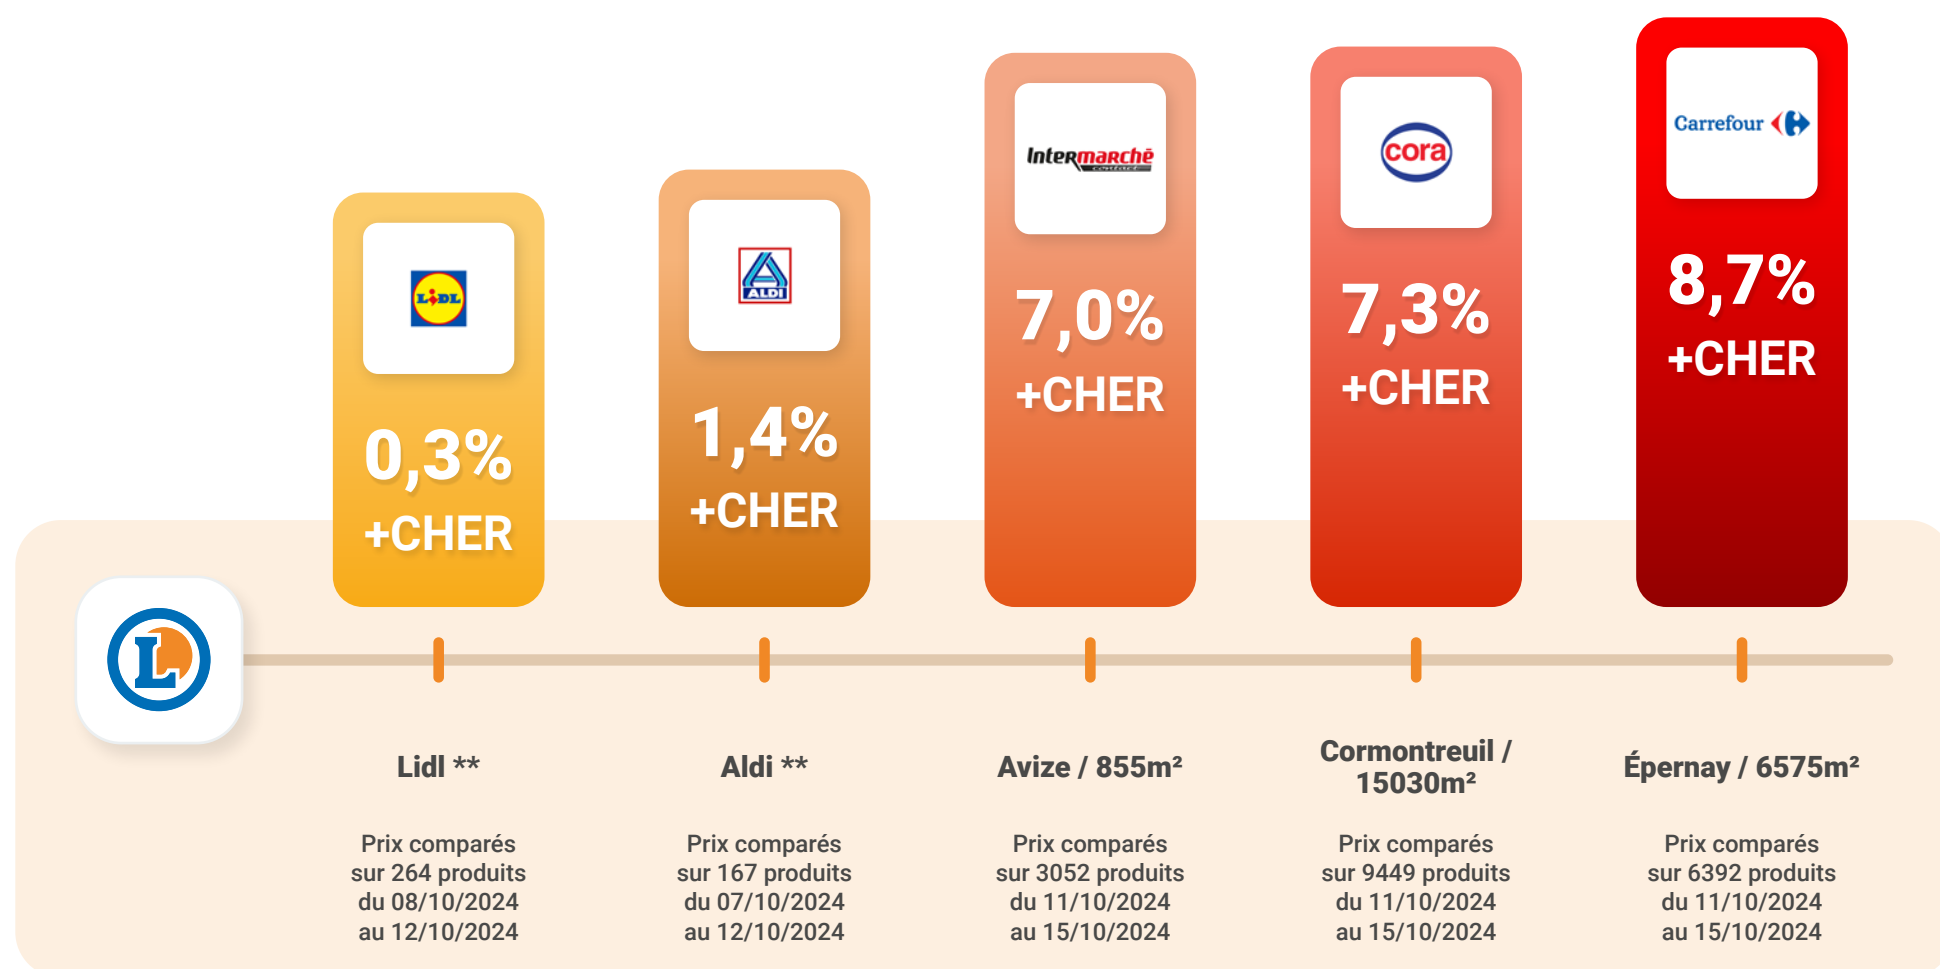 LIDL
0,3%
+CHER
ALDI
1,4%
+CHER
Intermarchē
contact
7,0%
+CHER
cora
7,3%
+CHER
Carrefour
8,7%
+CHER
L
Lidl **
Prix comparés
sur 264 produits
du 08/10/2024
au 12/10/2024
Aldi **
Prix comparés
sur 167 produits
du 07/10/2024
au 12/10/2024
Avize / 855m²
Prix comparés
sur 3052 produits
du 11/10/2024
au 15/10/2024
Cormontreuil /
15030m²
Prix comparés
sur 9449 produits
du 11/10/2024
au 15/10/2024
Épernay / 6575m²
Prix comparés
sur 6392 produits
du 11/10/2024
au 15/10/2024